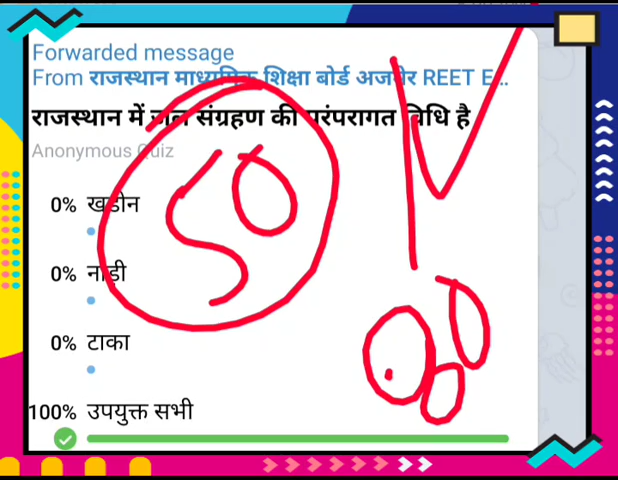 Forwarded message
From राजस्थान माध्यमिक शिक्षा बोर्ड अजमेर REET E...
राजस्थान में जल संग्रहण की परंपरागत विधि है
Anonymous Quiz
0% खडीन
0% नाड़ी
0% टाका
100% उपयुक्त सभी
50